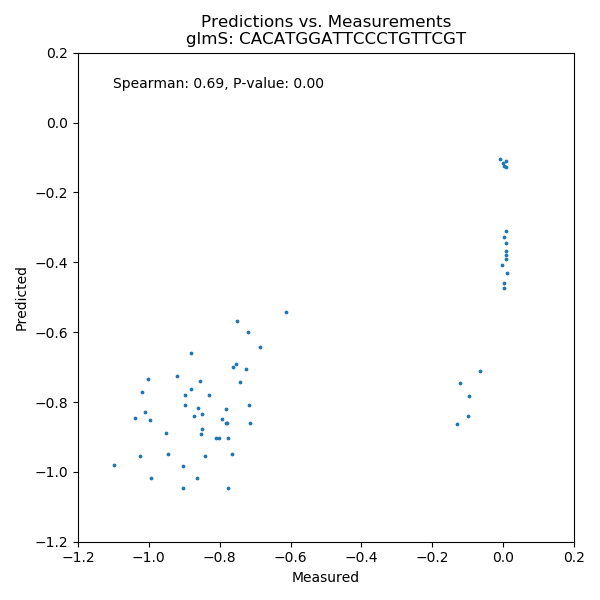 Predictions vs. Measurements
glmS: CACATGGATTCCCTGTTCGT
Spearman: 0.69, P-value: 0.00
0.2
0.0
−0.2
−0.4
−0.6
−0.8
−1.0
−1.2
Predicted
−1.2 −1.0 −0.8 −0.6 −0.4 −0.2 0.0 0.2
Measured